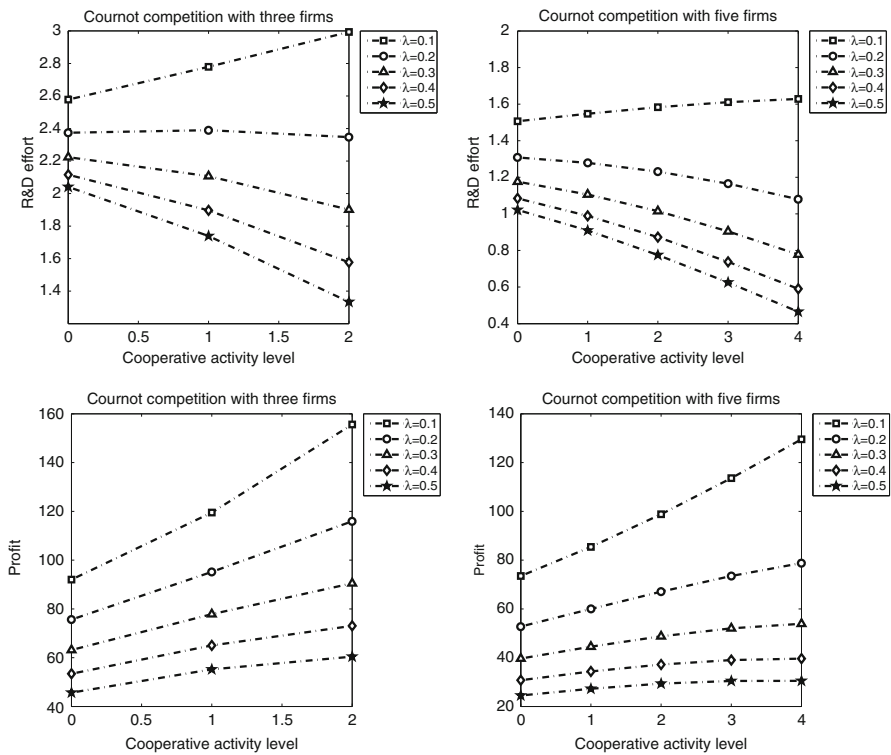 Cournot competition with three firms
3
2.8
2.6
2.4
2.2
2
1.8
1.6
1.4
R&D effort
0
0.5
1
1.5
2
Cooperative activity level
λ=0.1
λ=0.2
λ=0.3
λ=0.4
λ=0.5
Cournot competition with five firms
2
1.8
1.6
1.4
1.2
1
0.8
0.6
0.4
R&D effort
0
1
2
3
4
Cooperative activity level
λ=0.1
λ=0.2
λ=0.3
λ=0.4
λ=0.5
Cournot competition with three firms
160
140
120
100
80
60
40
Profit
0
0.5
1
1.5
2
Cooperative activity level
λ=0.1
λ=0.2
λ=0.3
λ=0.4
λ=0.5
Cournot competition with five firms
140
120
100
80
60
40
20
Profit
0
1
2
3
4
Cooperative activity level
λ=0.1
λ=0.2
λ=0.3
λ=0.4
λ=0.5